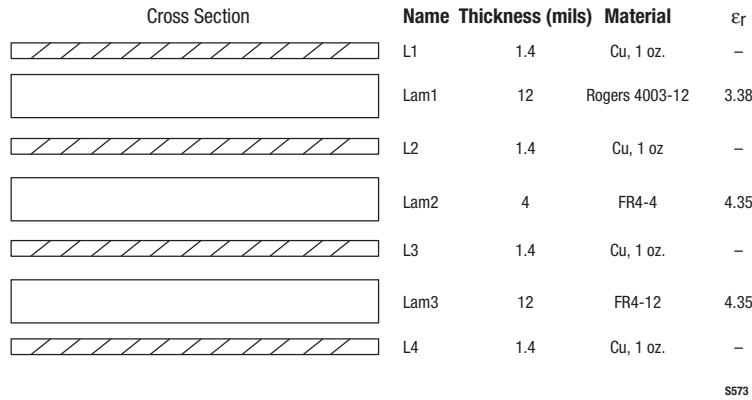 Cross Section Name Thickness (mils) Material εr
L1 1.4 Cu, 1 oz. –
Lam1 12 Rogers 4003-12 3.38
L2 1.4 Cu, 1 oz –
Lam2 4 FR4-4 4.35
L3 1.4 Cu, 1 oz. –
Lam3 12 FR4-12 4.35
L4 1.4 Cu, 1 oz. –
S573